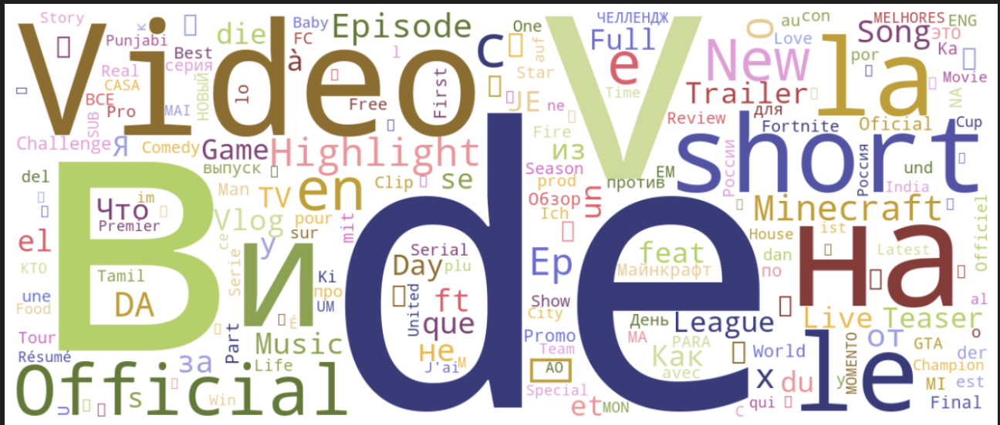 Story
Punjabi
к
die
Baby
FC
Episode
с
One
ЧЕЛЛЕНДЖ
Full
о
au
con
MELHORES
ENG
Song
ЭТО
Ka
Video
à
l
Best
серия
Real
CASA
ВСЕ
Pro
SUB
MAI
НОВЫЙ
lo
Free
First
auf
Star
JE
ne
V
Time
e
New
Love
la
por
Movie
NA
Trailer
для
Review
Fortnite
Oficial
Cup
Challenge
Я
Comedy
Game
Highlight
выпуск
Fire
из
Season
prod
Обзор
Ich
un
против
EM
short
России
Россия
und
India
del
В
Что
im
Premier
Man
TV
en
Clip
se
Vlog
pour
sur
mit
се
у
de
Minecraft
House
ist
на
Latest
Officiel
el
КТО
Tamil
DA
une
Food
Serie
и
Ki
про
UM
Serial
Day
plu
United
ft
que
Ep
feat
Майнкрафт
dan
по
Show
City
День
League
Live
Teaser
al
Tour
Résumé
за
Part
É
Music
Life
не
J'ai
M
Promo
Team
AO
MA
PARA
Как
avec
World
le
MOMENTO
от
GTA
о
der
Champion
Official
s
Win
Special
et
MON
x
du
qui
с
y
MI
est
Final
u